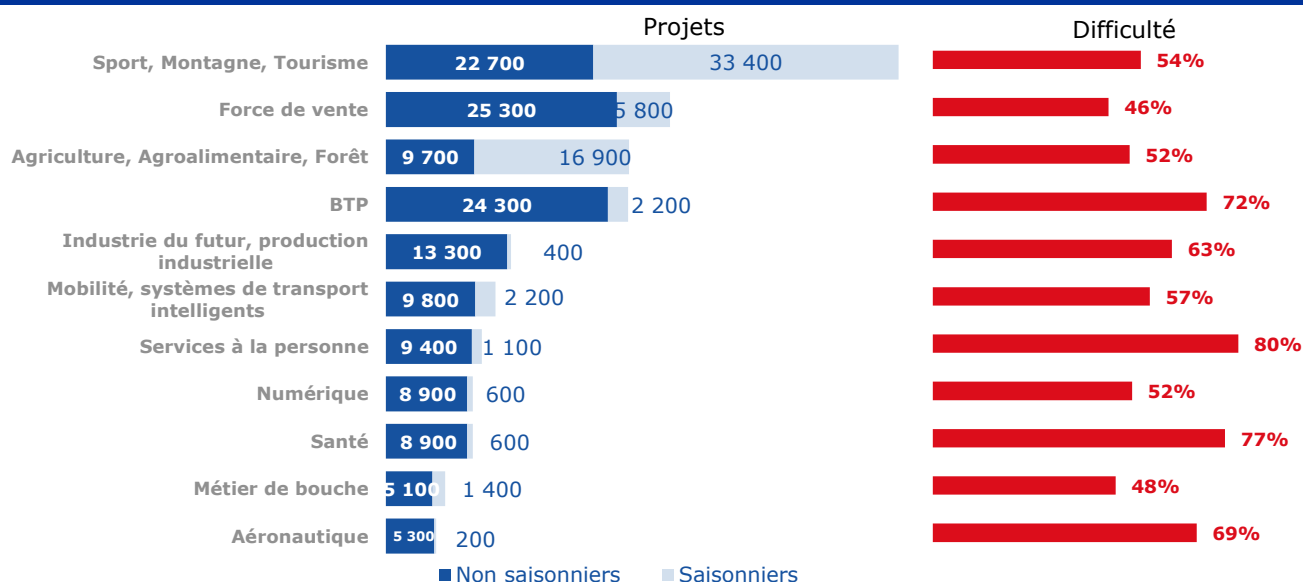 Projets
Difficulté
Sport, Montagne, Tourisme 22 700 33 400 54%
Force de vente 25 300 5 800 46%
Agriculture, Agroalimentaire, Forêt 9 700 16 900 52%
BTP 24 300 2 200 72%
Industrie du futur, production
industrielle 13 300 400 63%
Mobilité, systèmes de transport
intelligents 9 800 2 200 57%
Services à la personne 9 400 1 100 80%
Numérique 8 900 600 52%
Santé 8 900 600 77%
Métier de bouche 5 100 1 400 48%
Aéronautique 5 300 200 69%
Non saisonniers Saisonniers